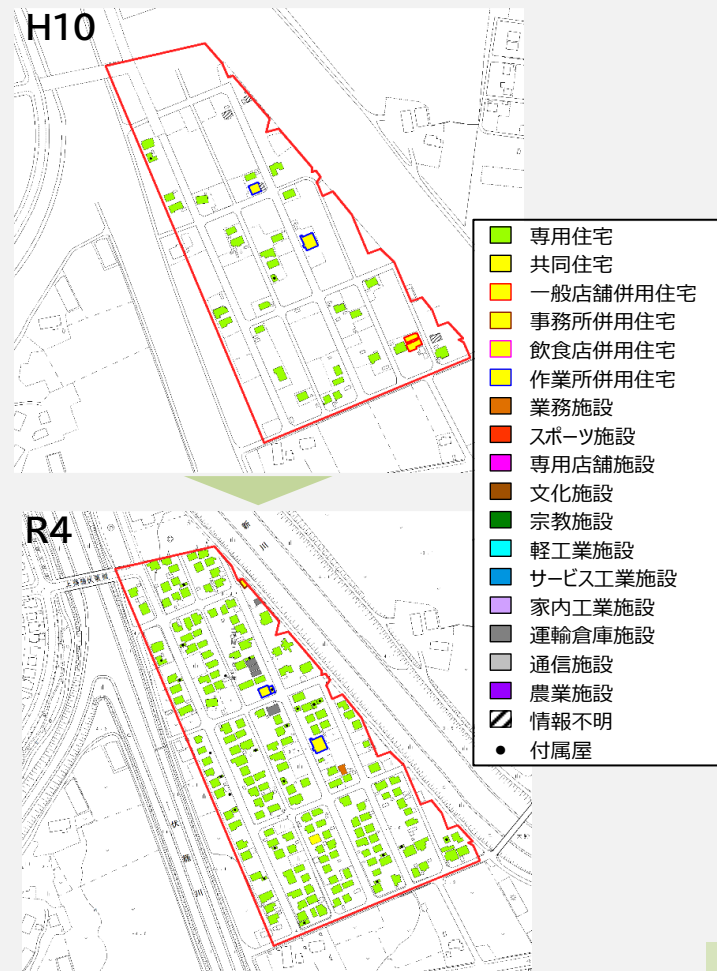 H10
専用住宅
共同住宅
一般店舗併用住宅
事務所併用住宅
飲食店併用住宅
作業所併用住宅
業務施設
スポーツ施設
専用店舗施設
文化施設
宗教施設
軽工業施設
サービス工業施設
家内工業施設
運輸倉庫施設
通信施設
農業施設
情報不明
付属屋
R4
新
川
伏
川